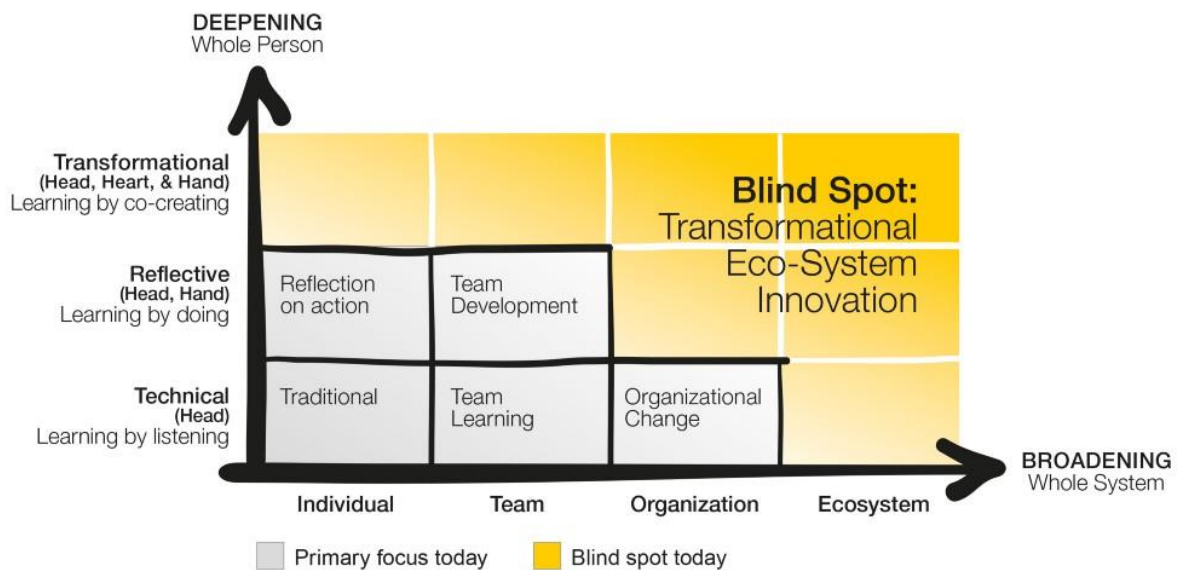 DEEPENING
Whole Person
Transformational
(Head, Heart, & Hand)
Learning by co-creating
Blind Spot:
Transformational
Eco-System
Innovation
Reflective
(Head, Hand)
Learning by doing
Reflection
on action
Team
Development
Technical
(Head)
Learning by listening
Traditional
Team
Learning
Organizational
Change
BROADENING
Whole System
Individual
Team
Organization
Ecosystem
Primary focus today
Blind spot today